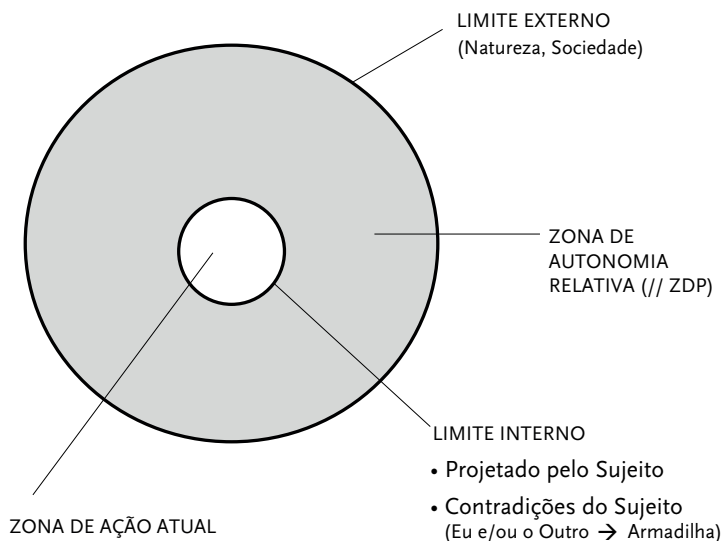 LIMITE EXTERNO
(Natureza, Sociedade)
ZONA DE
AUTONOMIA
RELATIVA (// ZDP)
LIMITE INTERNO
• Projetado pelo Sujeito
• Contradições do Sujeito
(Eu e/ou o Outro → Armadilha)
ZONA DE AÇÃO ATUAL